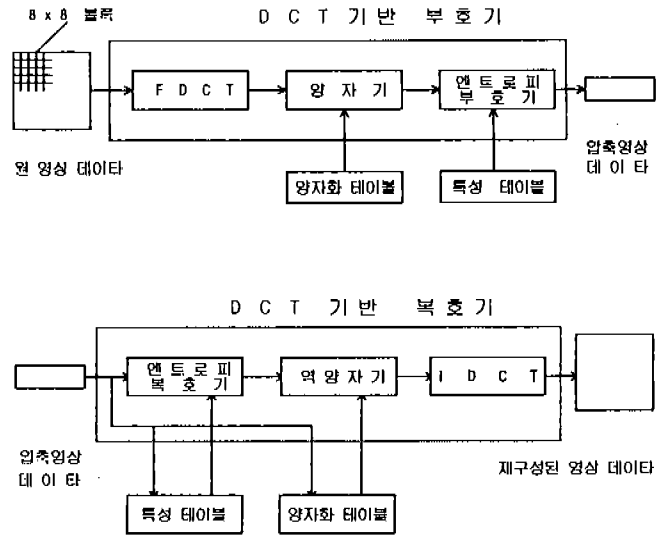 8 x 8 블록
D C T 기 반 부 호 기
F D C T
양 자 기
엔 트 로 피
부 호 기
원 영상 데이타
양자화 테이블
특성 테이블
압축영상
데 이 타
D C T 기 반 복 호 기
엔 트 로 피
복 호 기
역 양 자 기
I D C T
압축영상
데 이 타
재구성된 영상 데이타
특성 테이블
양자화 테이블